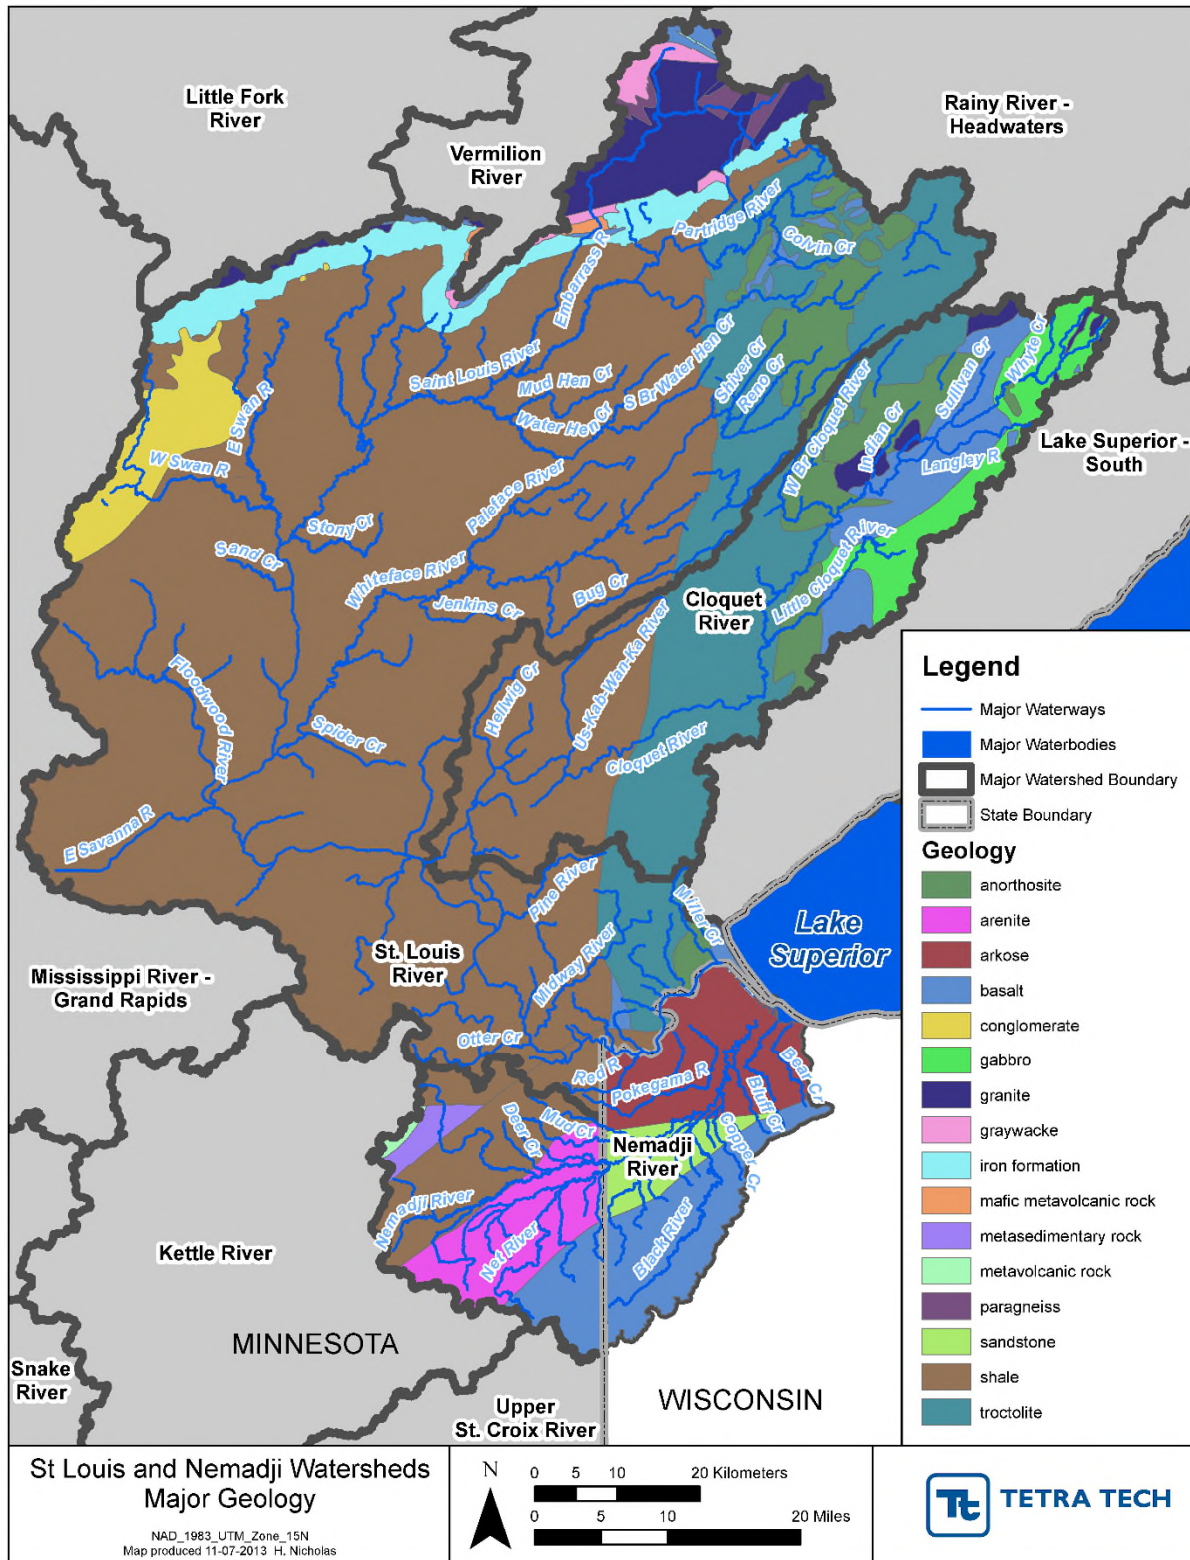 Little Fork
River
Vermilion
River
Rainy River -
Headwaters
Partridge River
Colvin Cr
Embarrass R
Saint Louis River
Mud Hen Cr
S Br Water Hen Cr
Water Hen Cr
Shiver Cr
Reno Cr
W Br Cloquet River
Indian Cr
Sullivan Cr
Whyte Cr
Langley R
Lake Superior -
South
E Swan R
W Swan R
Stony Cr
Sand Cr
Paleface River
Whiteface River
Jenkins Cr
Bug Cr
Cloquet
River
Little Cloquet River
Us-Kab-Wan-Ka River
Hellwig Cr
Floodwood River
Spider Cr
Cloquet River
E Savanna R
Pine River
Miller Cr
Midway River
St. Louis
River
Mississippi River -
Grand Rapids
Otter Cr
Red R
Pokegama R
Bear Cr
Bluff Cr
Copper Cr
Mud Cr
Deer Cr
Nemadji
River
Nemadji River
Net River
Black River
Kettle River
MINNESOTA
Snake
River
Upper
St. Croix River
WISCONSIN
Lake
Superior
Legend
Major Waterways
Major Waterbodies
Major Watershed Boundary
State Boundary
Geology
anorthosite
arenite
arkose
basalt
conglomerate
gabbro
granite
graywacke
iron formation
mafic metavolcanic rock
metasedimentary rock
metavolcanic rock
paragneiss
sandstone
shale
troctolite
St Louis and Nemadji Watersheds
Major Geology
NAD_1983_UTM_Zone_15N
Map produced 11-07-2013 H. Nicholas
N
0 5 10 20 Kilometers
0 5 10 20 Miles
Tt TETRA TECH